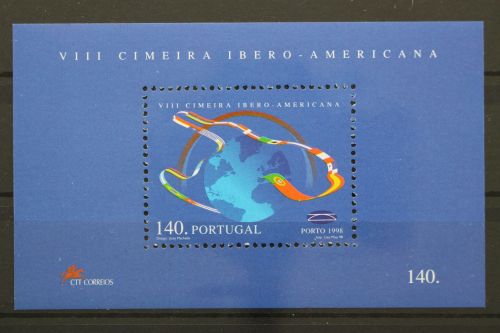 VIII CIMEIRA IBERO-AMERICANA
VIII CIMEIRA IBERO-AMERICANA
140. PORTUGAL
PORTO 1998
CTT CORREIOS
140.